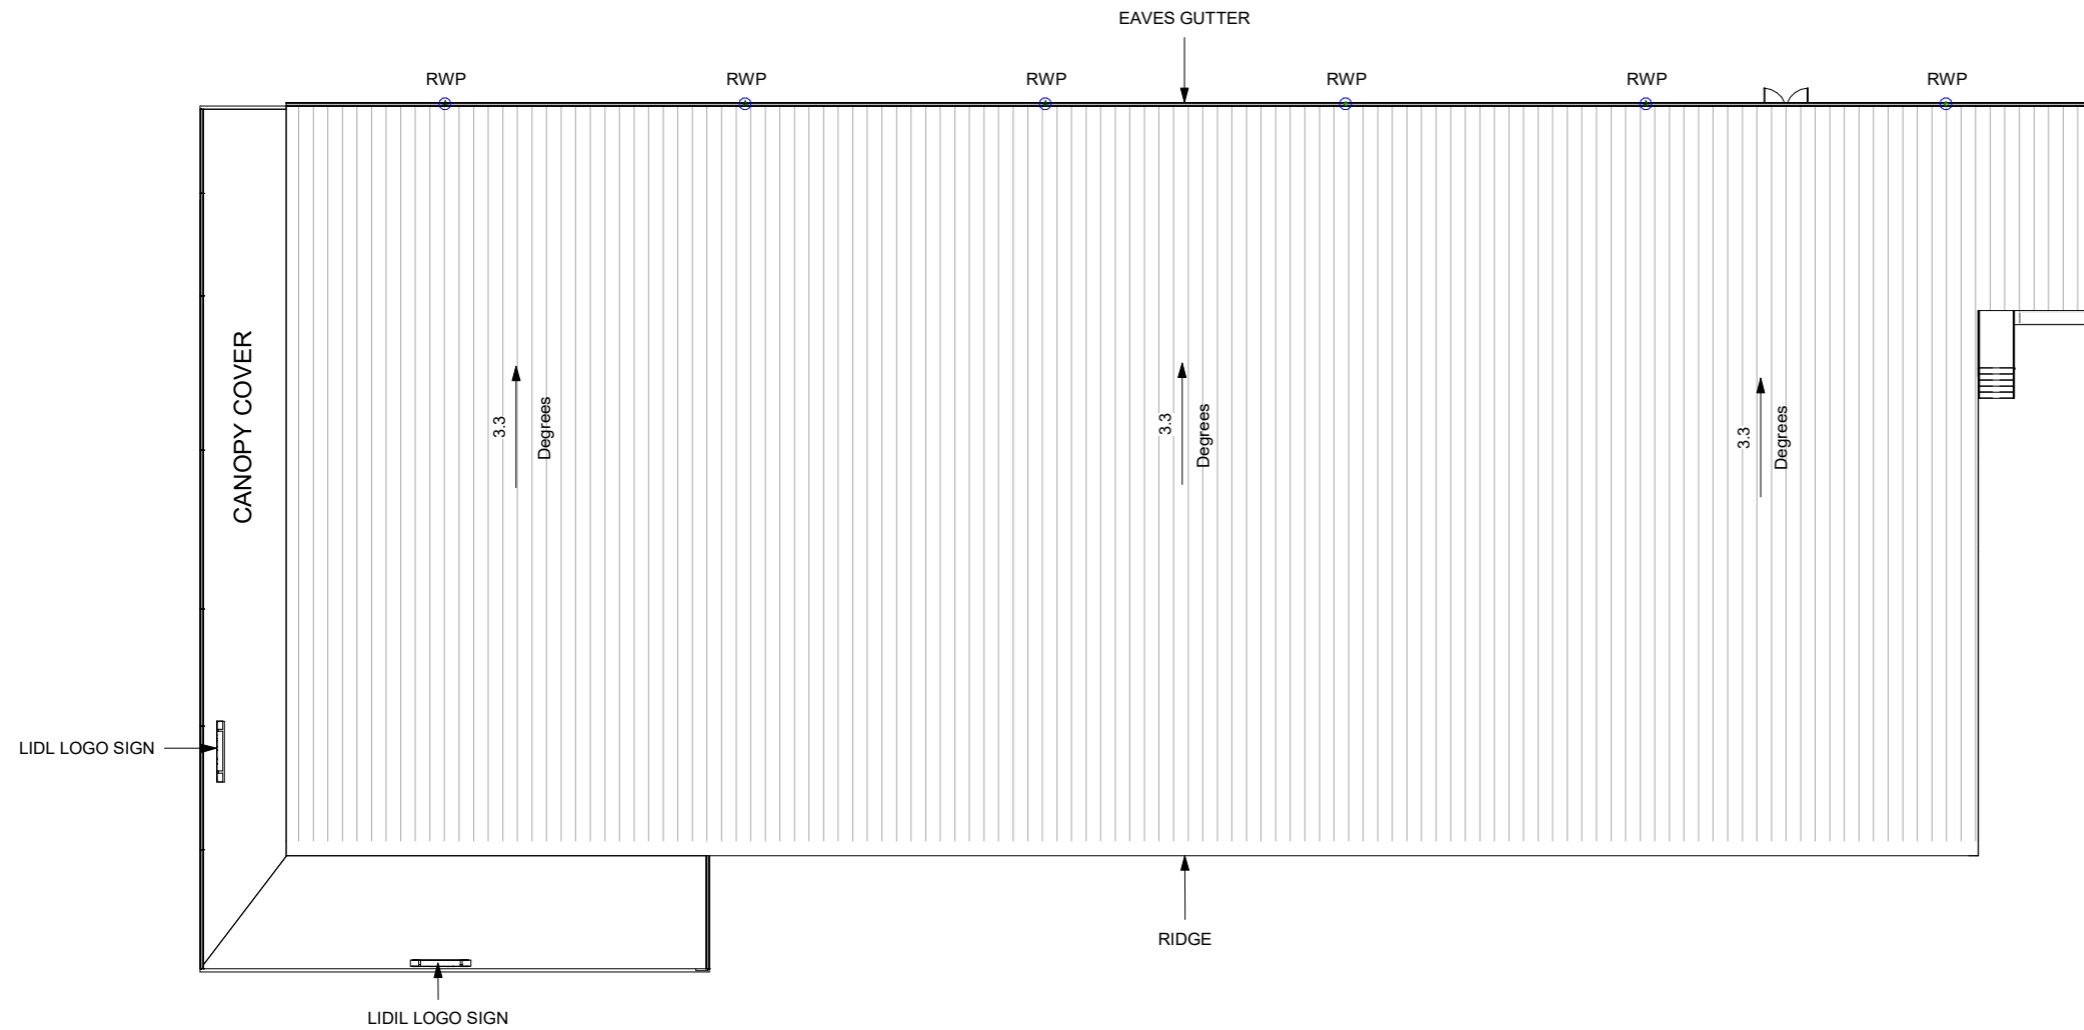 EAVES GUTTER
RWP
RWP
RWP
RWP
RWP
RWP
CANOPY COVER
3.3
Degrees
3.3
Degrees
3.3
Degrees
LIDL LOGO SIGN
RIDGE
LIDIL LOGO SIGN